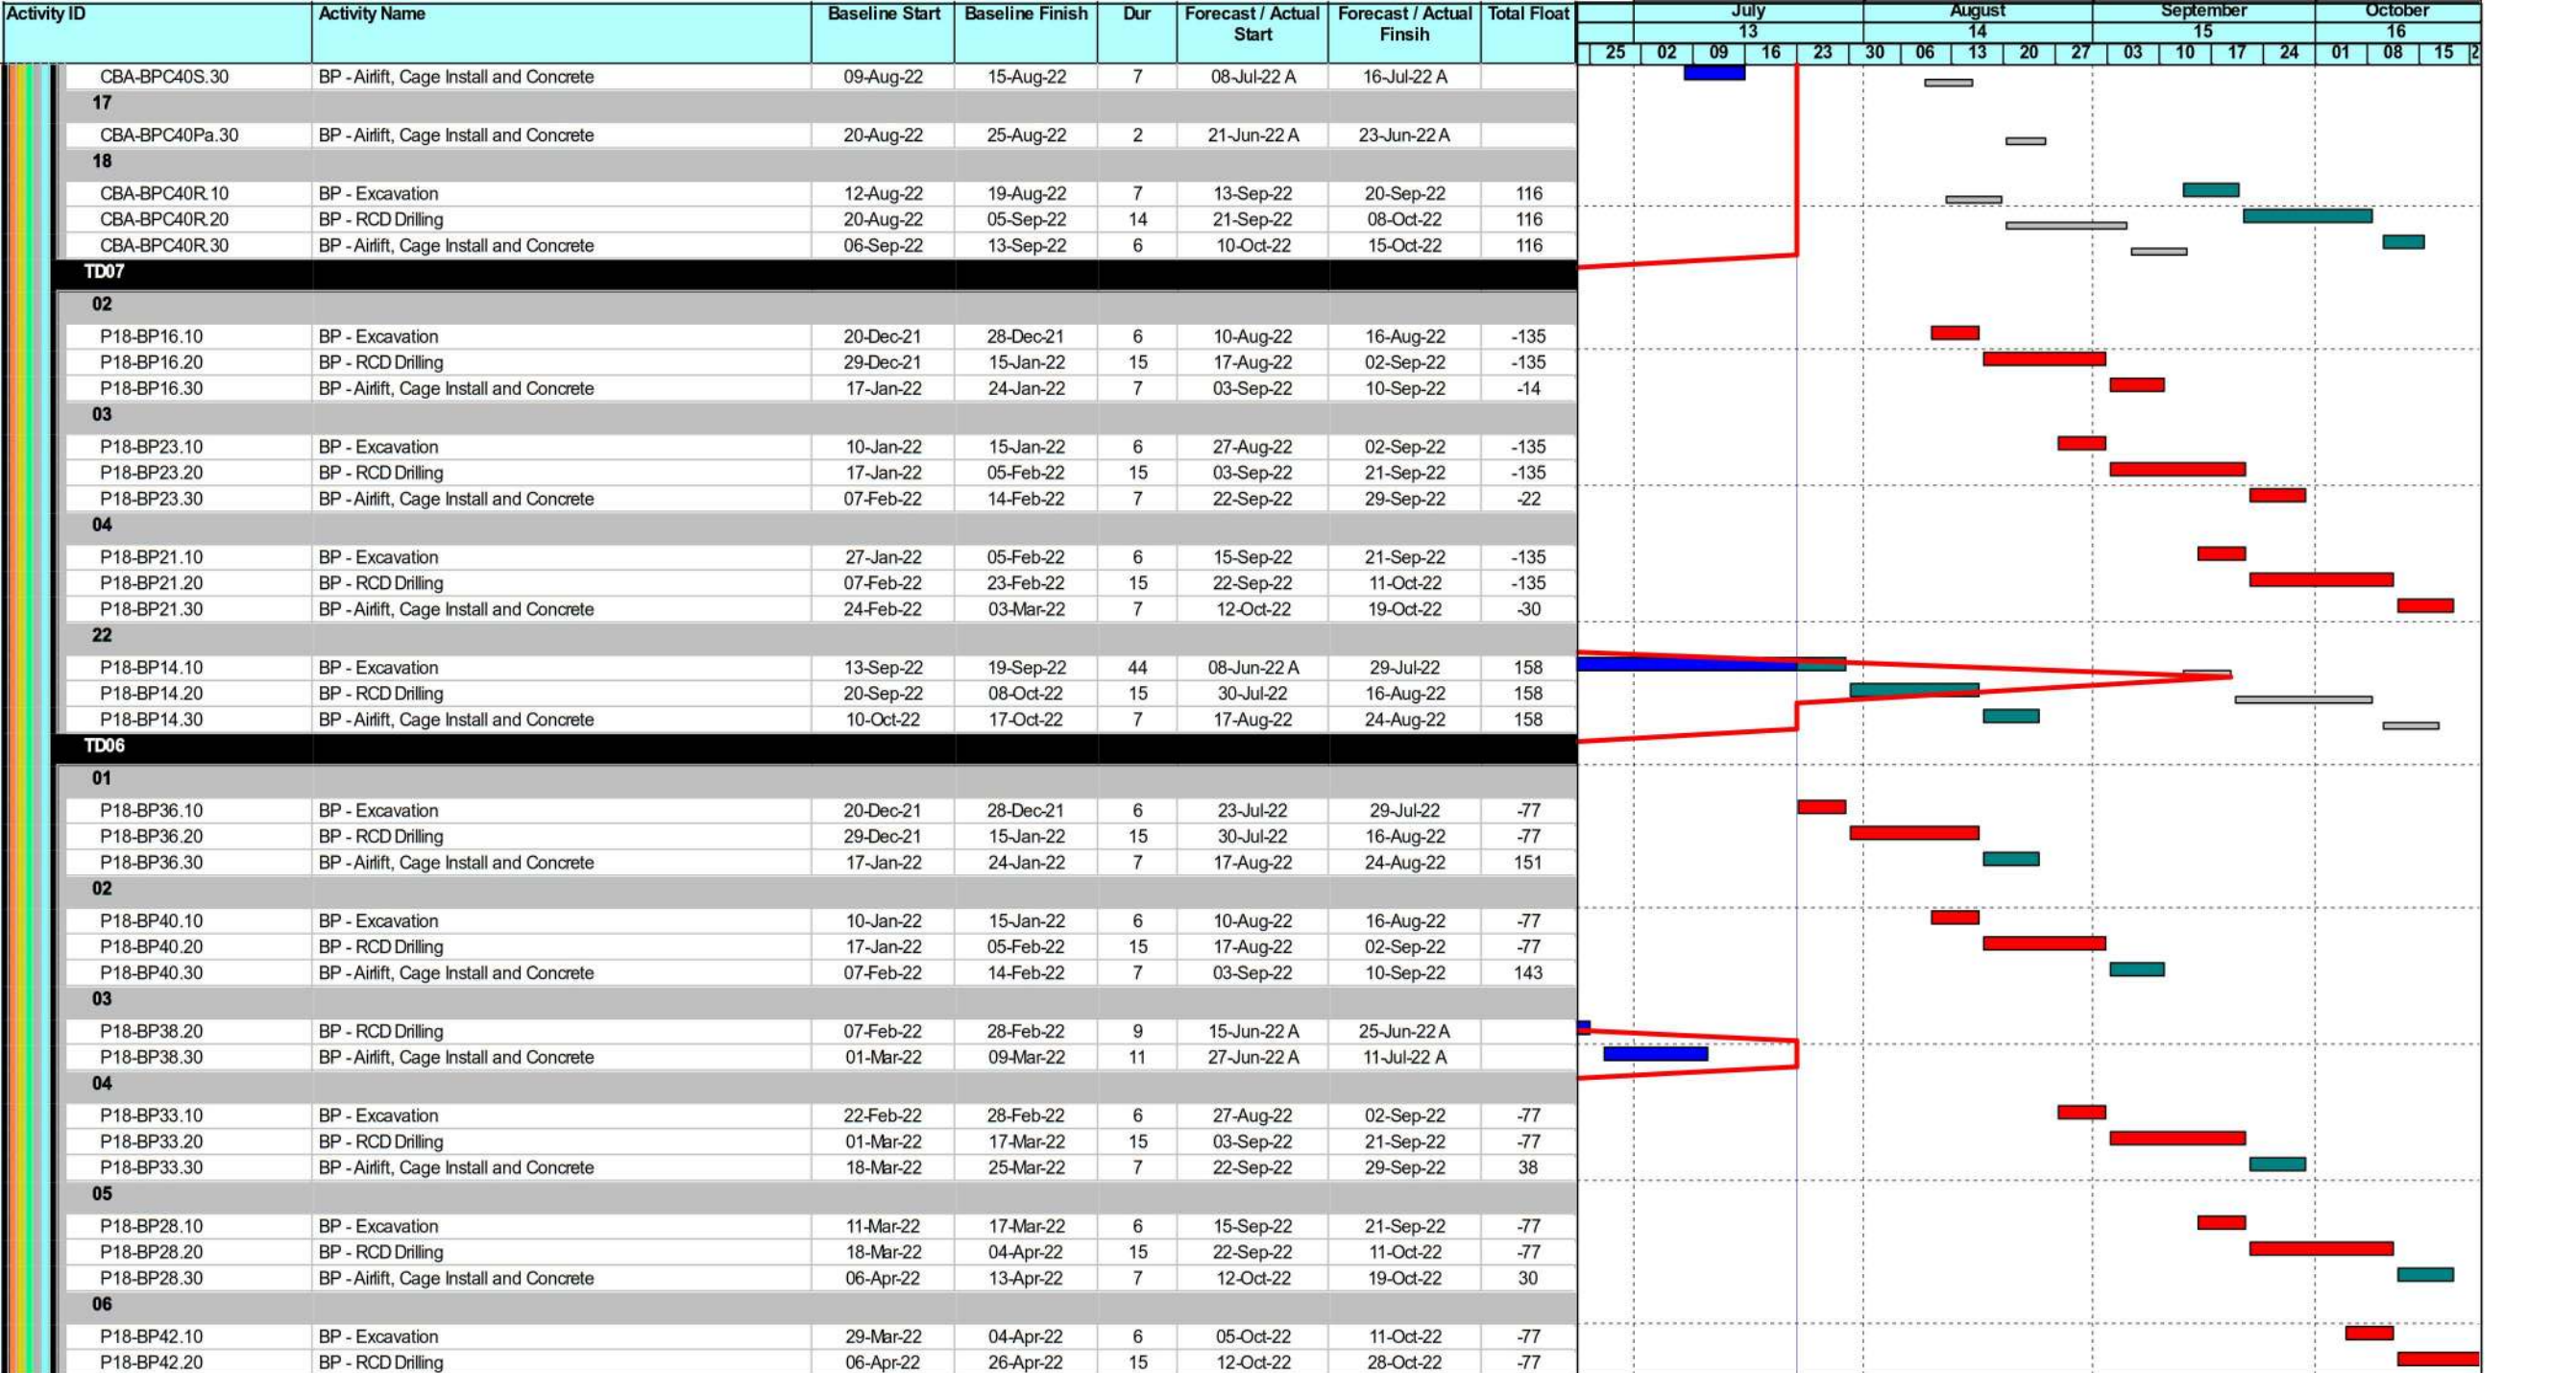 Activity ID Activity Name Baseline Start Baseline Finish Dur Forecast / Actual Start Forecast / Actual Finsih Total Float July August September October
13 14 15 16
25 02 09 16 23 30 06 13 20 27 03 10 17 24 01 08 15 2
CBA-BPC40S.30 BP - Airlift, Cage Install and Concrete 09-Aug-22 15-Aug-22 7 08-Jul-22 A 16-Jul-22 A
17
CBA-BPC40Pa.30 BP - Airlift, Cage Install and Concrete 20-Aug-22 25-Aug-22 2 21-Jun-22 A 23-Jun-22 A
18
CBA-BPC40R.10 BP - Excavation 12-Aug-22 19-Aug-22 7 13-Sep-22 20-Sep-22 116
CBA-BPC40R.20 BP - RCD Drilling 20-Aug-22 05-Sep-22 14 21-Sep-22 08-Oct-22 116
CBA-BPC40R.30 BP - Airlift, Cage Install and Concrete 06-Sep-22 13-Sep-22 6 10-Oct-22 15-Oct-22 116
TD07
02
P18-BP16.10 BP - Excavation 20-Dec-21 28-Dec-21 6 10-Aug-22 16-Aug-22 -135
P18-BP16.20 BP - RCD Drilling 29-Dec-21 15-Jan-22 15 17-Aug-22 02-Sep-22 -135
P18-BP16.30 BP - Airlift, Cage Install and Concrete 17-Jan-22 24-Jan-22 7 03-Sep-22 10-Sep-22 -14
03
P18-BP23.10 BP - Excavation 10-Jan-22 15-Jan-22 6 27-Aug-22 02-Sep-22 -135
P18-BP23.20 BP - RCD Drilling 17-Jan-22 05-Feb-22 15 03-Sep-22 21-Sep-22 -135
P18-BP23.30 BP - Airlift, Cage Install and Concrete 07-Feb-22 14-Feb-22 7 22-Sep-22 29-Sep-22 -22
04
P18-BP21.10 BP - Excavation 27-Jan-22 05-Feb-22 6 15-Sep-22 21-Sep-22 -135
P18-BP21.20 BP - RCD Drilling 07-Feb-22 23-Feb-22 15 22-Sep-22 11-Oct-22 -135
P18-BP21.30 BP - Airlift, Cage Install and Concrete 24-Feb-22 03-Mar-22 7 12-Oct-22 19-Oct-22 -30
22
P18-BP14.10 BP - Excavation 13-Sep-22 19-Sep-22 44 08-Jun-22 A 29-Jul-22 158
P18-BP14.20 BP - RCD Drilling 20-Sep-22 08-Oct-22 15 30-Jul-22 16-Aug-22 158
P18-BP14.30 BP - Airlift, Cage Install and Concrete 10-Oct-22 17-Oct-22 7 17-Aug-22 24-Aug-22 158
TD06
01
P18-BP36.10 BP - Excavation 20-Dec-21 28-Dec-21 6 23-Jul-22 29-Jul-22 -77
P18-BP36.20 BP - RCD Drilling 29-Dec-21 15-Jan-22 15 30-Jul-22 16-Aug-22 -77
P18-BP36.30 BP - Airlift, Cage Install and Concrete 17-Jan-22 24-Jan-22 7 17-Aug-22 24-Aug-22 151
02
P18-BP40.10 BP - Excavation 10-Jan-22 15-Jan-22 6 10-Aug-22 16-Aug-22 -77
P18-BP40.20 BP - RCD Drilling 17-Jan-22 05-Feb-22 15 17-Aug-22 02-Sep-22 -77
P18-BP40.30 BP - Airlift, Cage Install and Concrete 07-Feb-22 14-Feb-22 7 03-Sep-22 10-Sep-22 143
03
P18-BP38.20 BP - RCD Drilling 07-Feb-22 28-Feb-22 9 15-Jun-22 A 25-Jun-22 A
P18-BP38.30 BP - Airlift, Cage Install and Concrete 01-Mar-22 09-Mar-22 11 27-Jun-22 A 11-Jul-22 A
04
P18-BP33.10 BP - Excavation 22-Feb-22 28-Feb-22 6 27-Aug-22 02-Sep-22 -77
P18-BP33.20 BP - RCD Drilling 01-Mar-22 17-Mar-22 15 03-Sep-22 21-Sep-22 -77
P18-BP33.30 BP - Airlift, Cage Install and Concrete 18-Mar-22 25-Mar-22 7 22-Sep-22 29-Sep-22 38
05
P18-BP28.10 BP - Excavation 11-Mar-22 17-Mar-22 6 15-Sep-22 21-Sep-22 -77
P18-BP28.20 BP - RCD Drilling 18-Mar-22 04-Apr-22 15 22-Sep-22 11-Oct-22 -77
P18-BP28.30 BP - Airlift, Cage Install and Concrete 06-Apr-22 13-Apr-22 7 12-Oct-22 19-Oct-22 30
06
P18-BP42.10 BP - Excavation 29-Mar-22 04-Apr-22 6 05-Oct-22 11-Oct-22 -77
P18-BP42.20 BP - RCD Drilling 06-Apr-22 26-Apr-22 15 12-Oct-22 28-Oct-22 -77